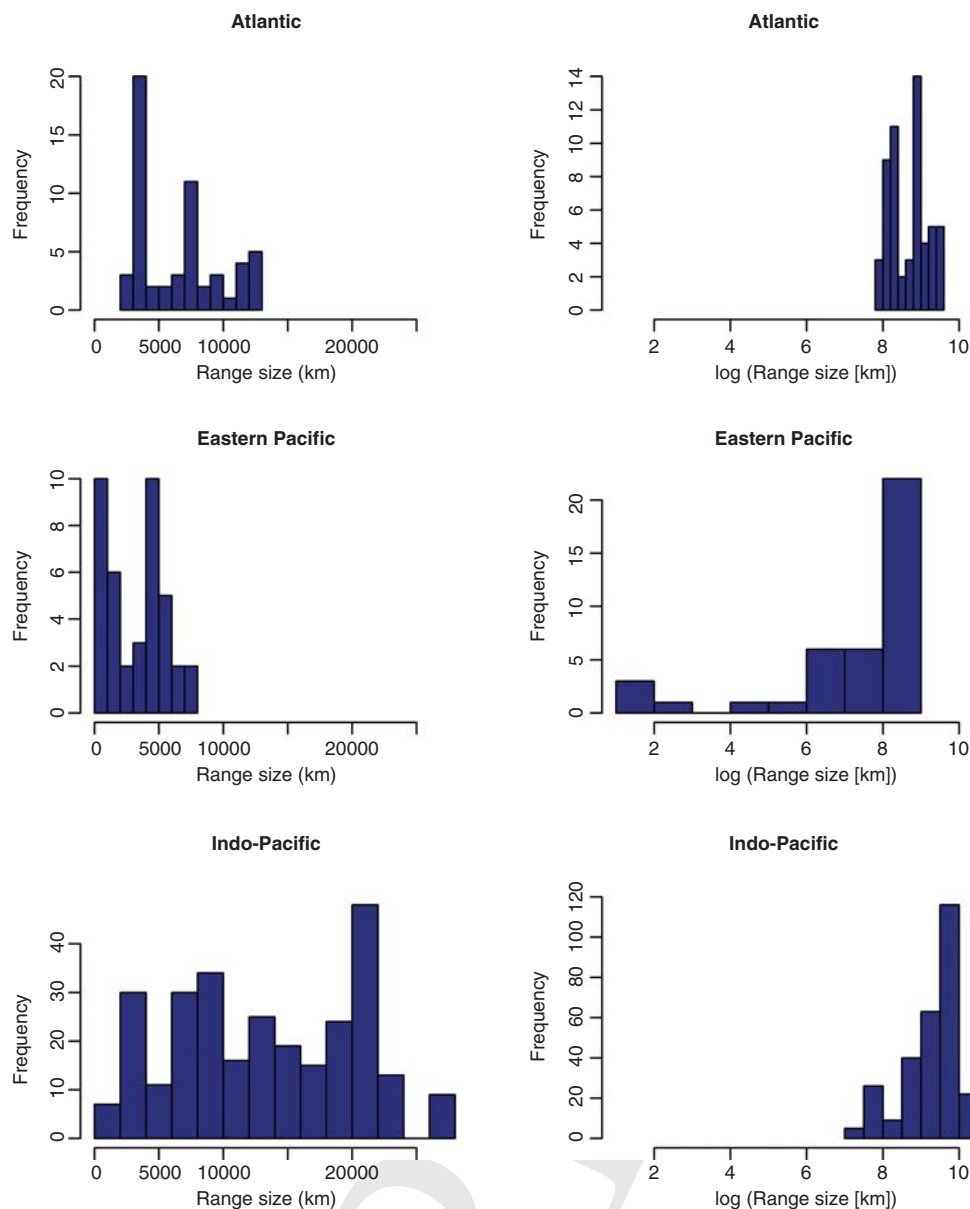 Atlantic
20
15
10
5
0
Frequency
0 5000 10000 20000
Range size (km)
Atlantic
14
12
10
8
6
4
2
0
Frequency
2 4 6 8 10
log (Range size [km])
Eastern Pacific
10
8
6
4
2
0
Frequency
0 5000 10000 20000
Range size (km)
Eastern Pacific
20
15
10
5
0
Frequency
2 4 6 8 10
log (Range size [km])
Indo-Pacific
40
30
20
10
0
Frequency
0 5000 10000 20000
Range size (km)
Indo-Pacific
120
100
80
60
40
20
0
Frequency
2 4 6 8 10
log (Range size [km])